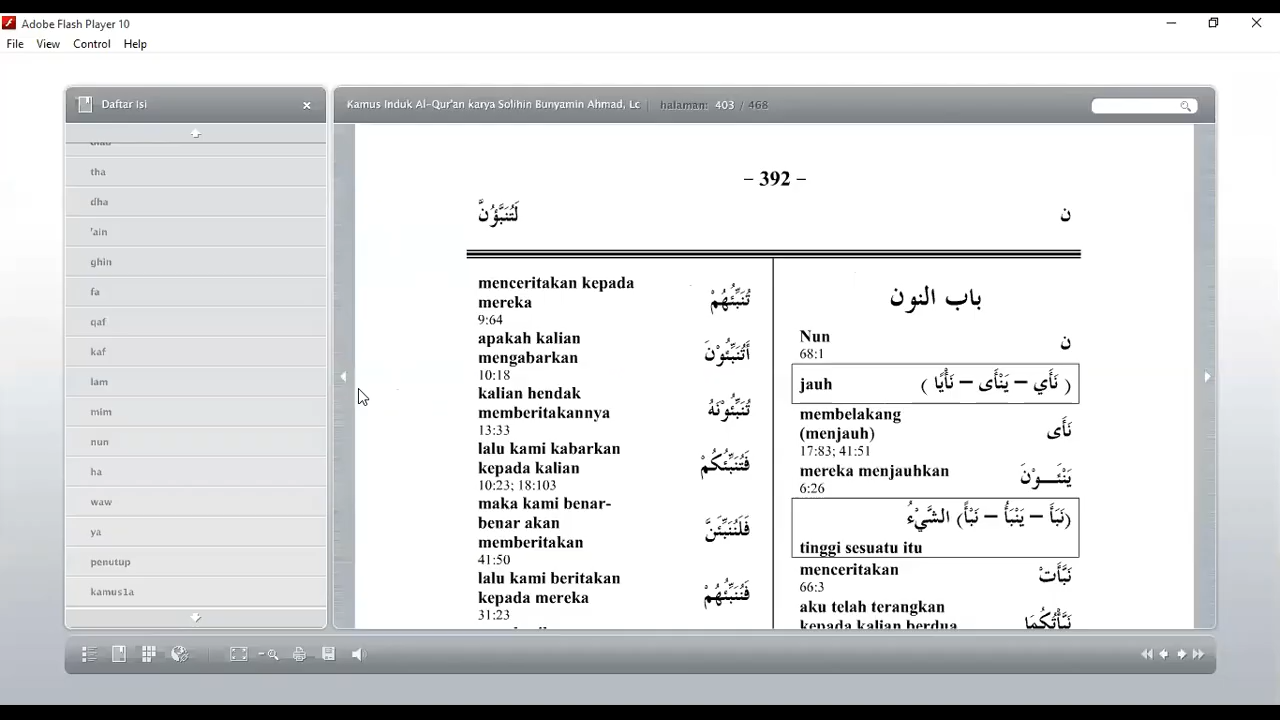 Adobe Flash Player 10
File View Control Help
Daftar Isi
tha
dha
'ain
ghin
fa
qaf
kaf
lam
mim
nun
ha
waw
ya
penutup
kamus1a
Kamus Induk Al-Qur'an karya Solihin Bunyamin Ahmad, Lc halaman: 403 / 468
– 392 –
ن
لَتُنَبَّؤُنَّ
باب النون
Nun ن
68:1
jauh ( نَأَي – يَنْأَى – نَأْيًا )
membelakang
(menjauh) نَأَى
17:83; 41:51
mereka menjauhkan يَنْئَـــوْنَ
6:26
(نَبَأَ – يَنْبَأُ – نَبْأً) الشَّيْءُ
tinggi sesuatu itu
menceritakan نَبَّأَتْ
66:3
aku telah terangkan
kepada kalian berdua نَبَّأْتُكُمَا
menceritakan kepada
mereka تُنَبِّئُهُمْ
9:64
apakah kalian
mengabarkan أَتُنَبِّئُوْنَ
10:18
kalian hendak
memberitakannya تُنَبِّئُوْنَهُ
13:33
lalu kami kabarkan
kepada kalian فَنُنَبِّئُكُمْ
10:23; 18:103
maka kami benar-
benar akan
memberitakan فَلَنُنَبِّئَنَّ
41:50
lalu kami beritakan
kepada mereka فَنُنَبِّئُهُمْ
31:23